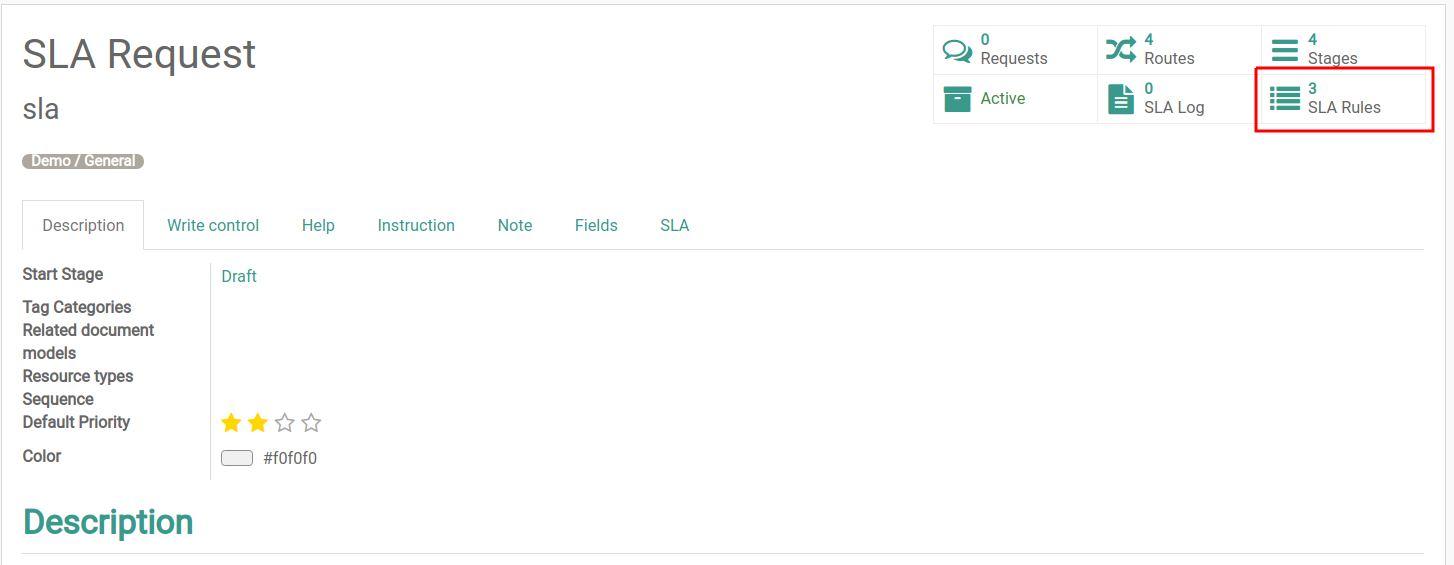 SLA Request
sla
Demo / General
0
Requests
4
Routes
4
Stages
Active
0
SLA Log
3
SLA Rules
Description
Write control
Help
Instruction
Note
Fields
SLA
Start Stage
Draft
Tag Categories
Related document
models
Resource types
Sequence
Default Priority
Color
#f0f0f0
Description